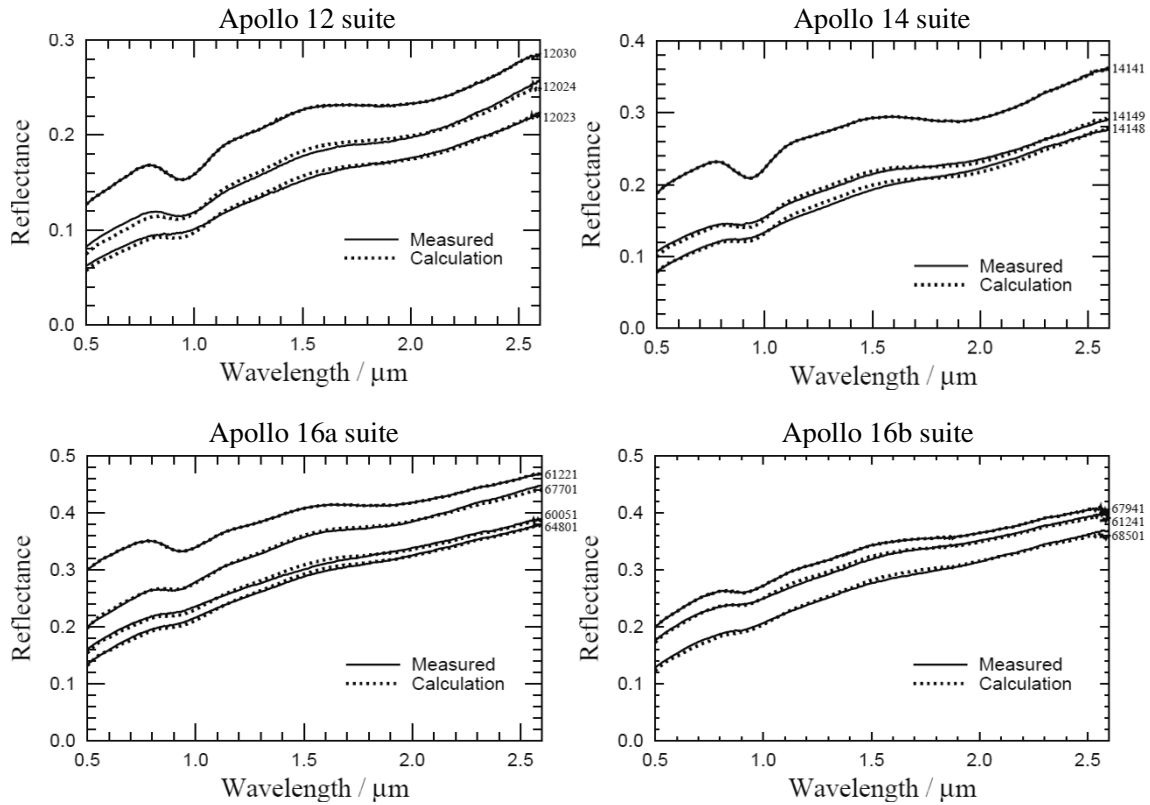 Apollo 12 suite
0.3
0.2
0.1
0.0
Reflectance
12030
12024
12023
Measured
Calculation
0.5 1.0 1.5 2.0 2.5
Wavelength / μm
Apollo 14 suite
0.4
0.3
0.2
0.1
0.0
Reflectance
14141
14149
14148
Measured
Calculation
0.5 1.0 1.5 2.0 2.5
Wavelength / μm
Apollo 16a suite
0.5
0.4
0.3
0.2
0.1
0.0
Reflectance
61221
67701
60051
64801
Measured
Calculation
0.5 1.0 1.5 2.0 2.5
Wavelength / μm
Apollo 16b suite
0.5
0.4
0.3
0.2
0.1
0.0
Reflectance
67941
61241
68501
Measured
Calculation
0.5 1.0 1.5 2.0 2.5
Wavelength / μm